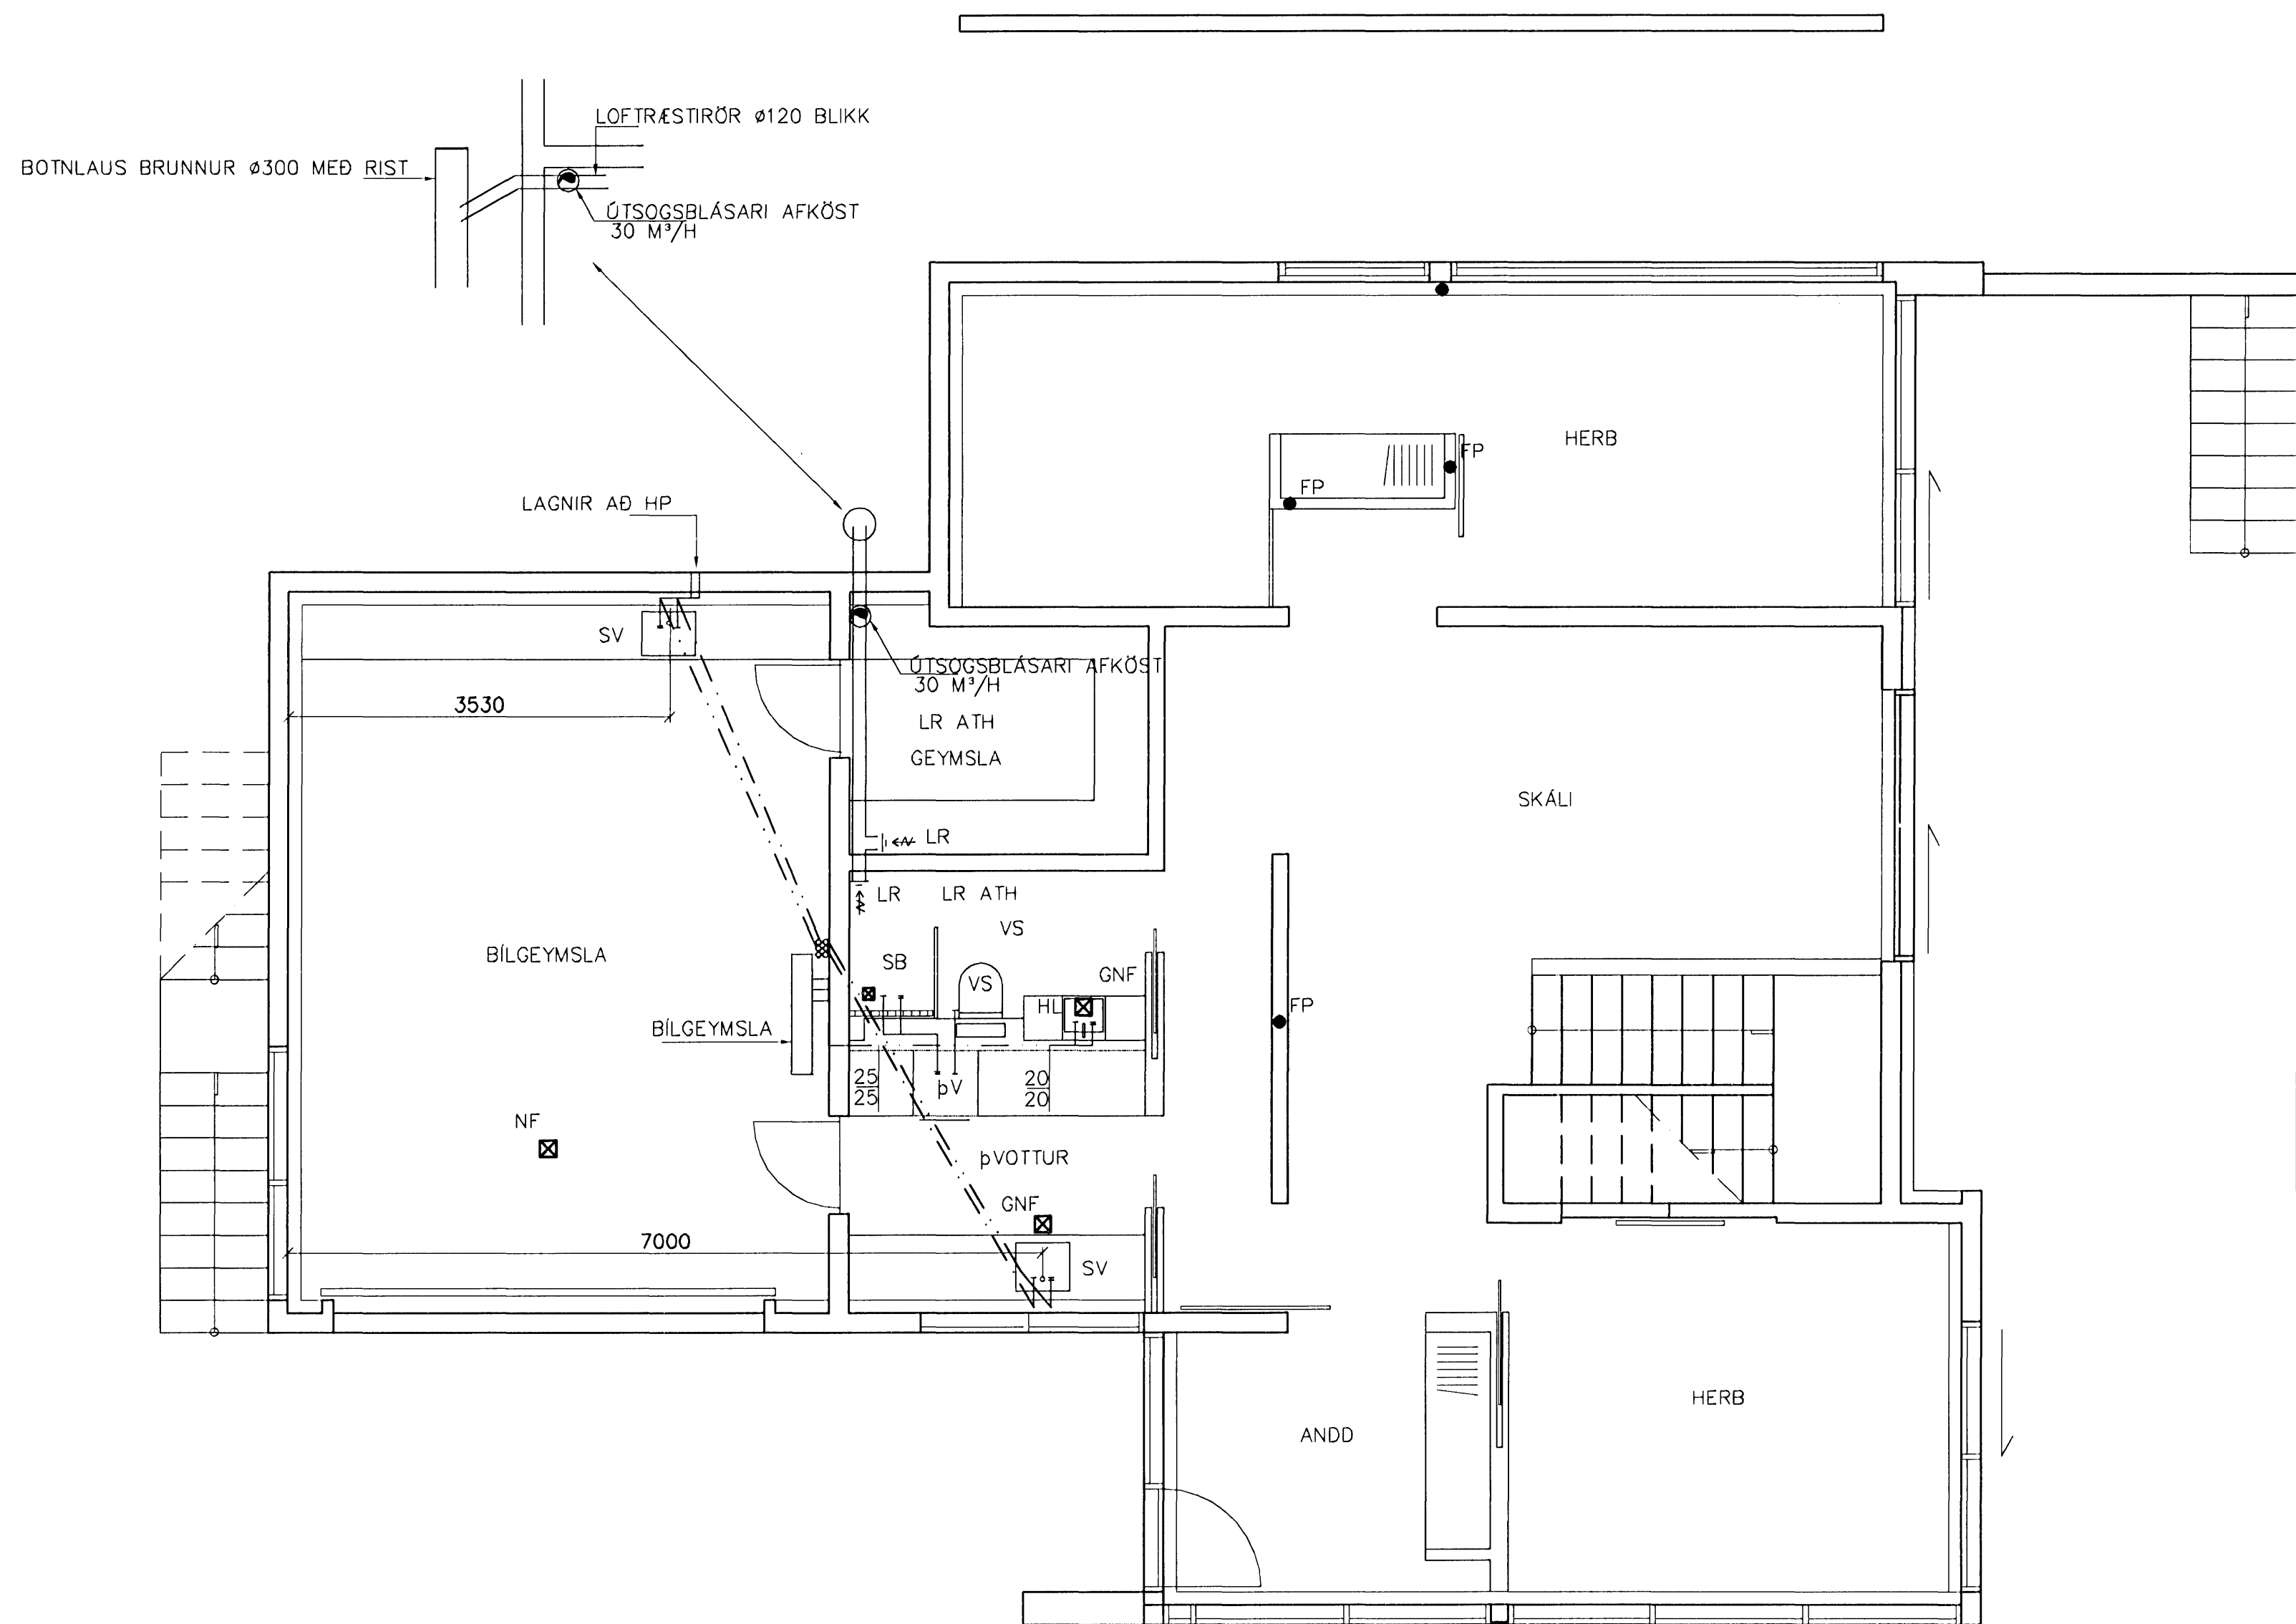 LOFTRÆSTIRÖR ø120 BLIKK
BOTNLAUS BRUNNUR ø300 MEÐ RIST
ÚTSOGSBLÁSARI AFKÖST
30 M³/H
HERB
FP
FP
LAGNIR AÐ HP
SV
ÚTSOGSBLÁSARI AFKÖST
30 M³/H
3530
LR ATH
GEYMSLA
SKÁLI
LR
LR
LR ATH
VS
BÍLGEYMSLA
SB
VS
GNF
HL
FP
BÍLGEYMSLA
25
25
þV
20
20
NF
þVOTTUR
GNF
7000
SV
HERB
ANDD